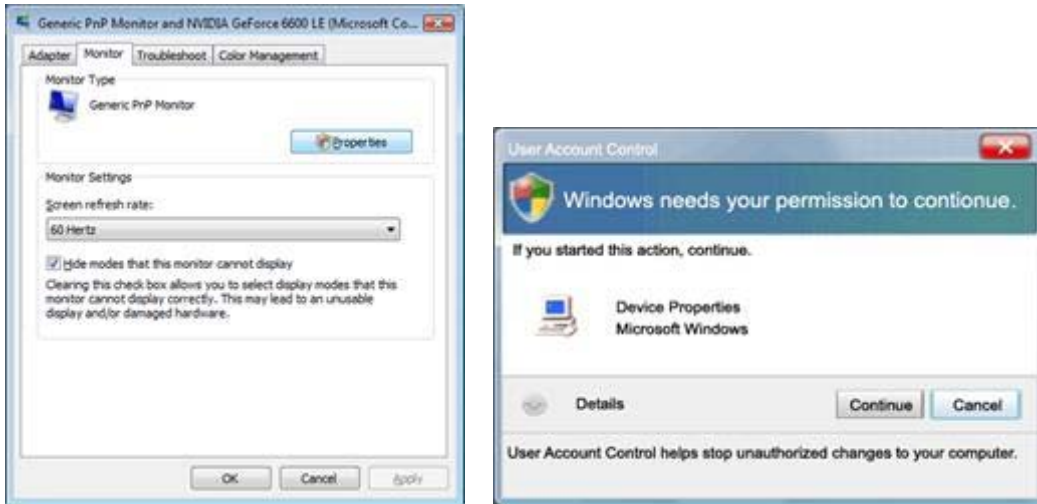 Generic PnP Monitor and NVIDIA GeForce 6600 LE (Microsoft Co...
Adapter Monitor Troubleshoot Color Management
Monitor Type
Generic PnP Monitor
Properties
Monitor Settings
Screen refresh rate:
60 Hertz
Hide modes that this monitor cannot display
Clearing this check box allows you to select display modes that this
monitor cannot display correctly. This may lead to an unusable
display and/or damaged hardware.
OK Cancel Apply
User Account Control
Windows needs your permission to contionue.
If you started this action, continue.
Device Properties
Microsoft Windows
Details Continue Cancel
User Account Control helps stop unauthorized changes to your computer.